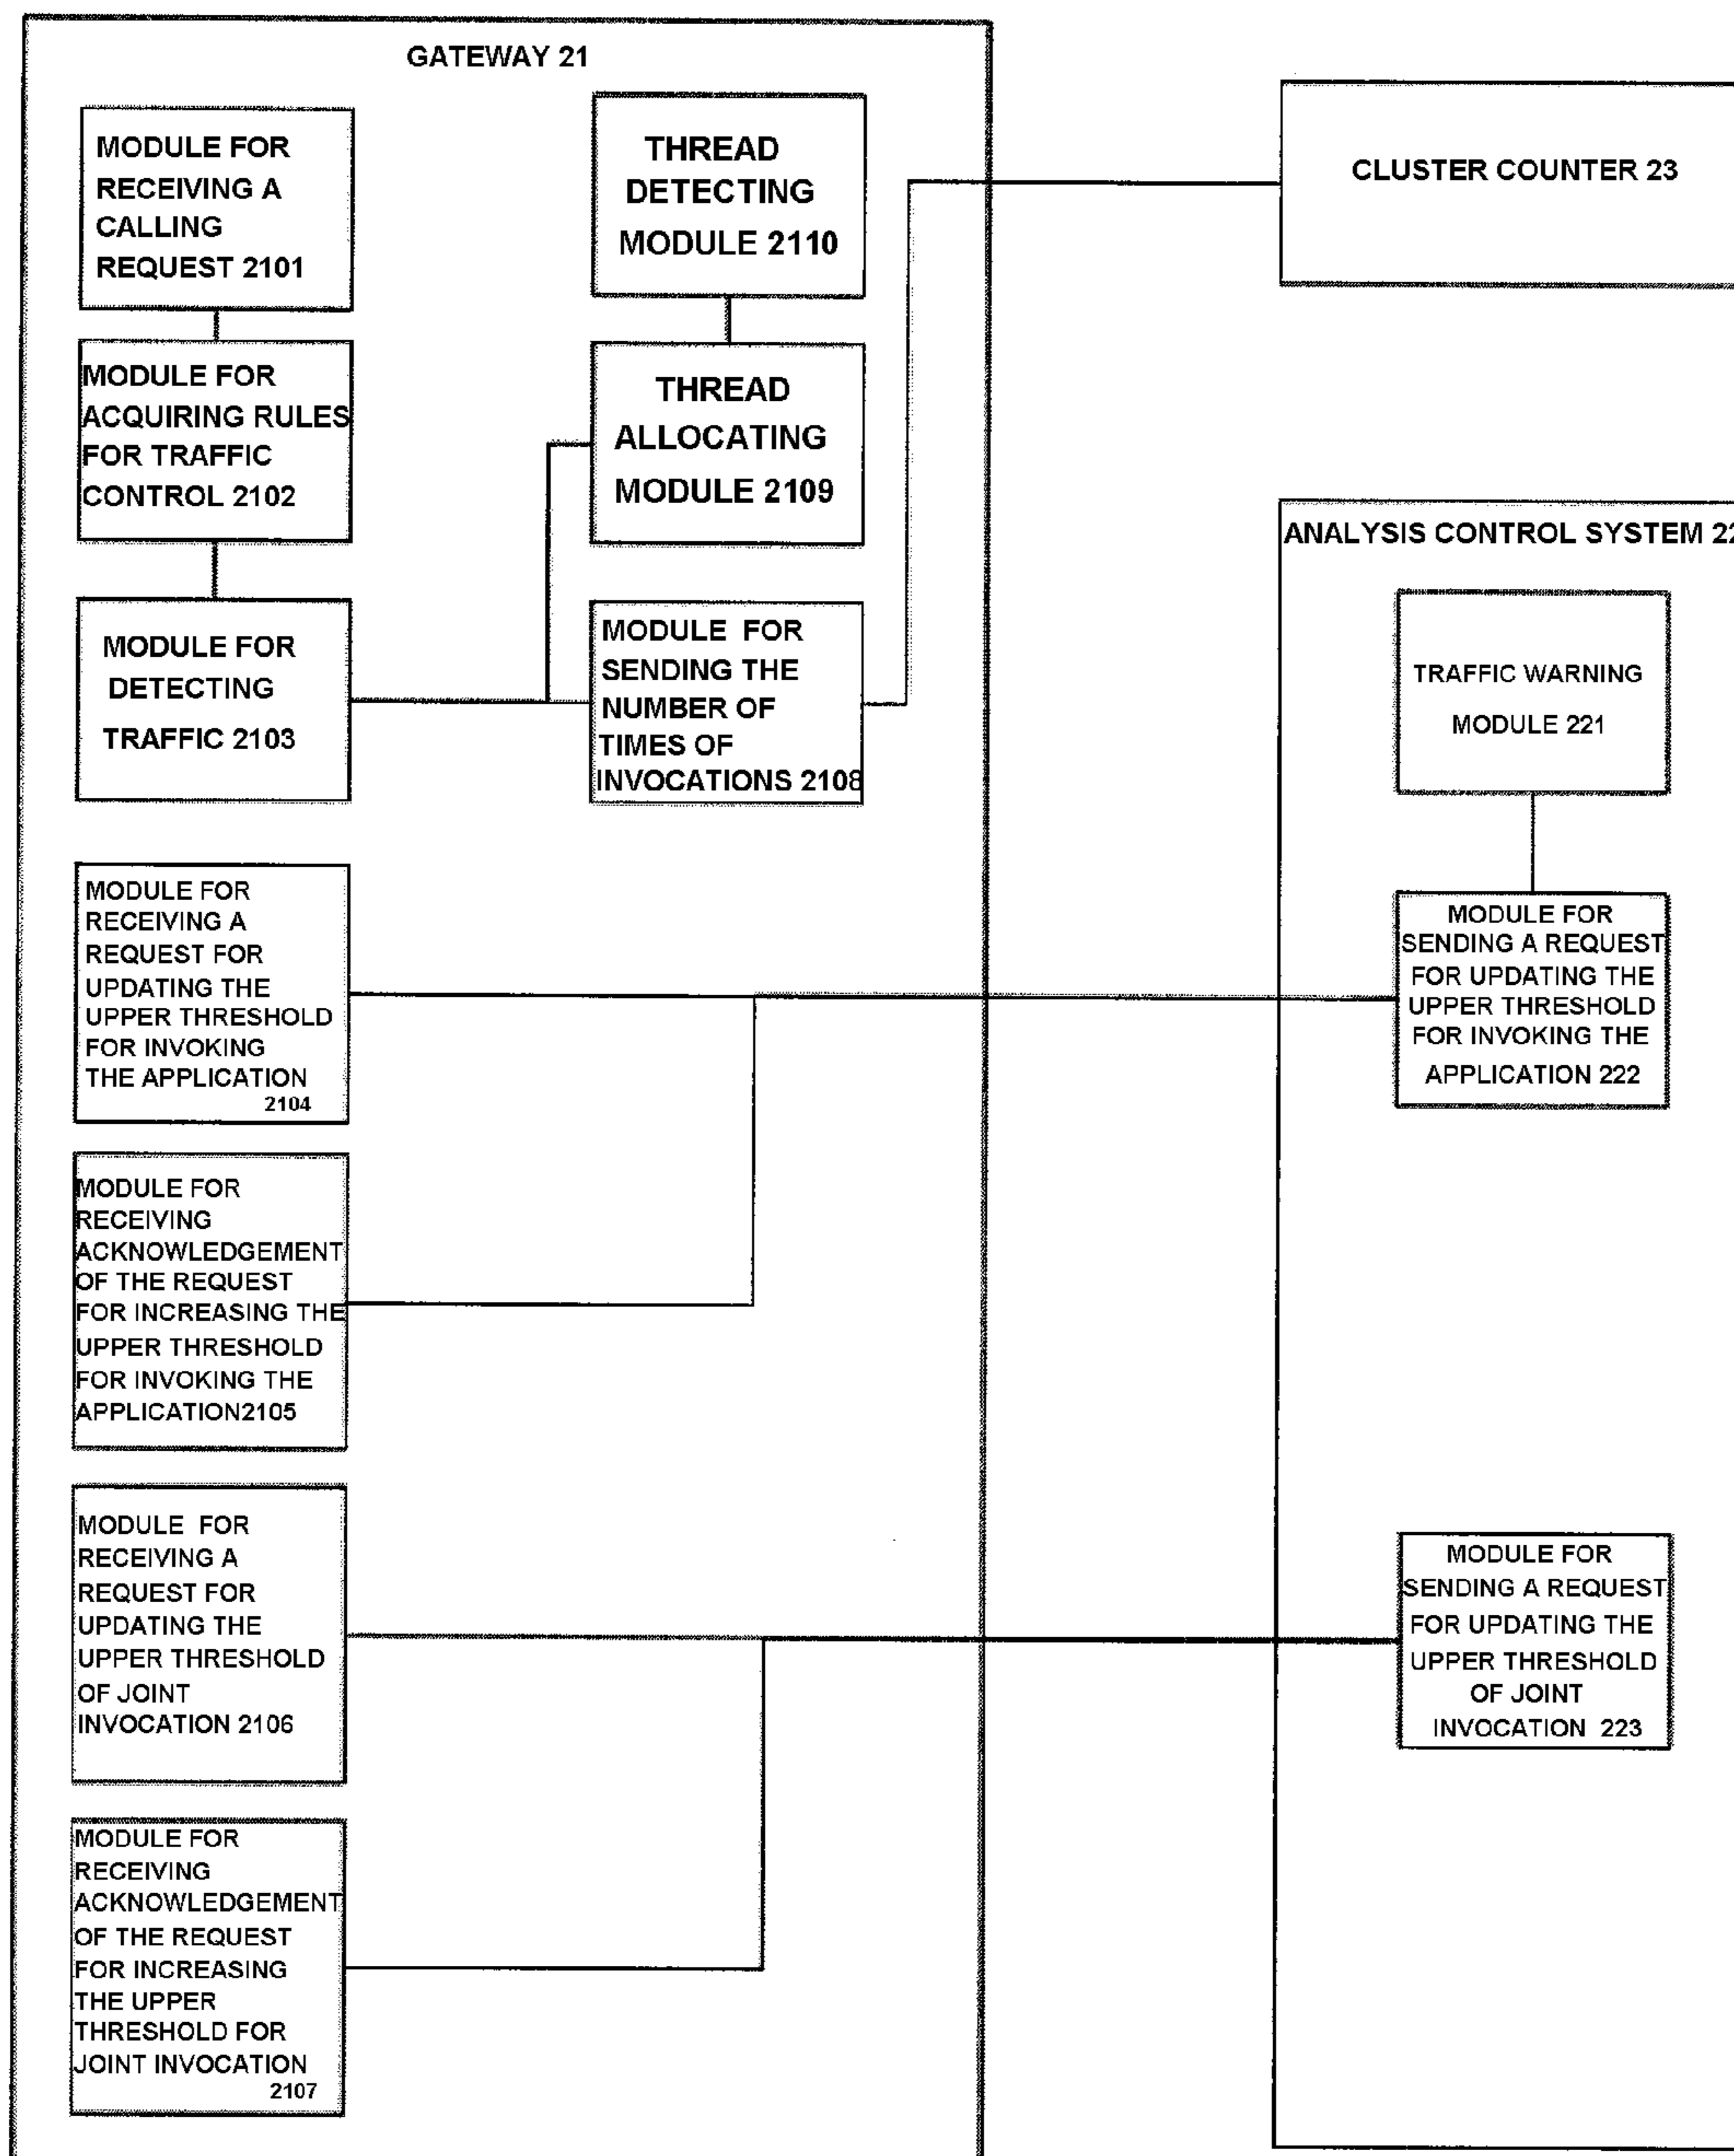 GATEWAY 21
MODULE FOR
RECEIVING A
CALLING
REQUEST 2101
THREAD
DETECTING
MODULE 2110
CLUSTER COUNTER 23
MODULE FOR
ACQUIRING RULES
FOR TRAFFIC
CONTROL 2102
THREAD
ALLOCATING
MODULE 2109
ANALYSIS CONTROL SYSTEM 22
MODULE FOR
DETECTING
TRAFFIC 2103
MODULE FOR
SENDING THE
NUMBER OF
TIMES OF
INVOCATIONS 2108
TRAFFIC WARNING
MODULE 221
MODULE FOR
RECEIVING A
REQUEST FOR
UPDATING THE
UPPER THRESHOLD
FOR INVOKING
THE APPLICATION
2104
MODULE FOR
SENDING A REQUEST
FOR UPDATING THE
UPPER THRESHOLD
FOR INVOKING THE
APPLICATION 222
MODULE FOR
RECEIVING
ACKNOWLEDGEMENT
OF THE REQUEST
FOR INCREASING THE
UPPER THRESHOLD
FOR INVOKING THE
APPLICATION2105
MODULE FOR
RECEIVING A
REQUEST FOR
UPDATING THE
UPPER THRESHOLD
OF JOINT
INVOCATION 2106
MODULE FOR
SENDING A REQUEST
FOR UPDATING THE
UPPER THRESHOLD
OF JOINT
INVOCATION 223
MODULE FOR
RECEIVING
ACKNOWLEDGEMENT
OF THE REQUEST
FOR INCREASING
THE UPPER
THRESHOLD FOR
JOINT INVOCATION
2107